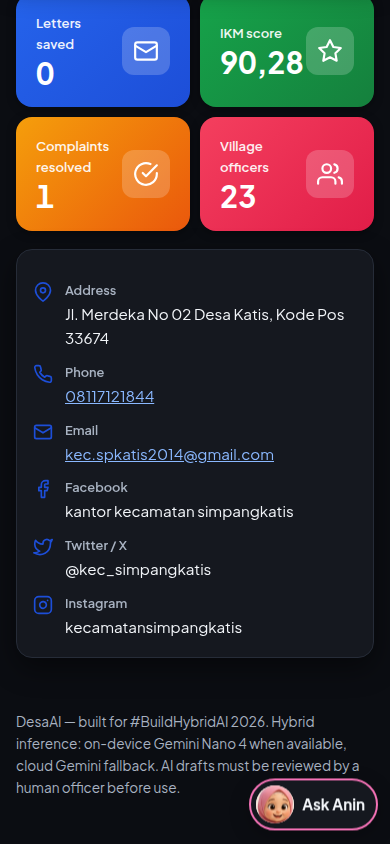 Letters
saved
0
IKM score
90,28
Complaints
resolved
1
Village
officers
23
Address
Jl. Merdeka No 02 Desa Katis, Kode Pos
33674
Phone
08117121844
Email
kec.spkatis2014@gmail.com
Facebook
kantor kecamatan simpangkatis
Twitter / X
@kec_simpangkatis
Instagram
kecamatansimpangkatis
DesaAI — built for #BuildHybridAI 2026. Hybrid
inference: on-device Gemini Nano 4 when available,
cloud Gemini fallback. AI drafts must be reviewed by a
human officer before use.
Ask Anin